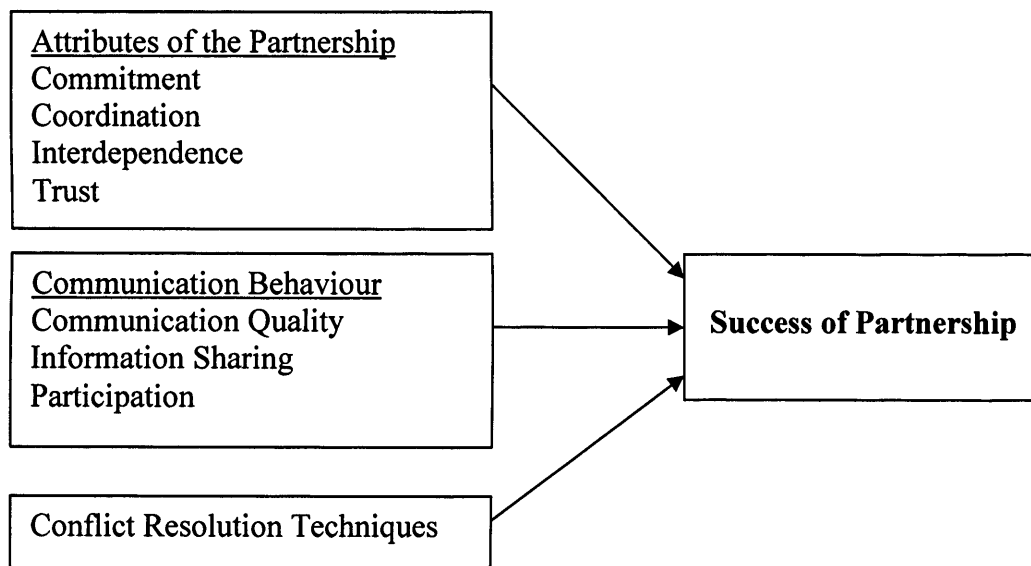 Attributes of the Partnership
Commitment
Coordination
Interdependence
Trust
Communication Behaviour
Communication Quality
Information Sharing
Participation
Success of Partnership
Conflict Resolution Techniques